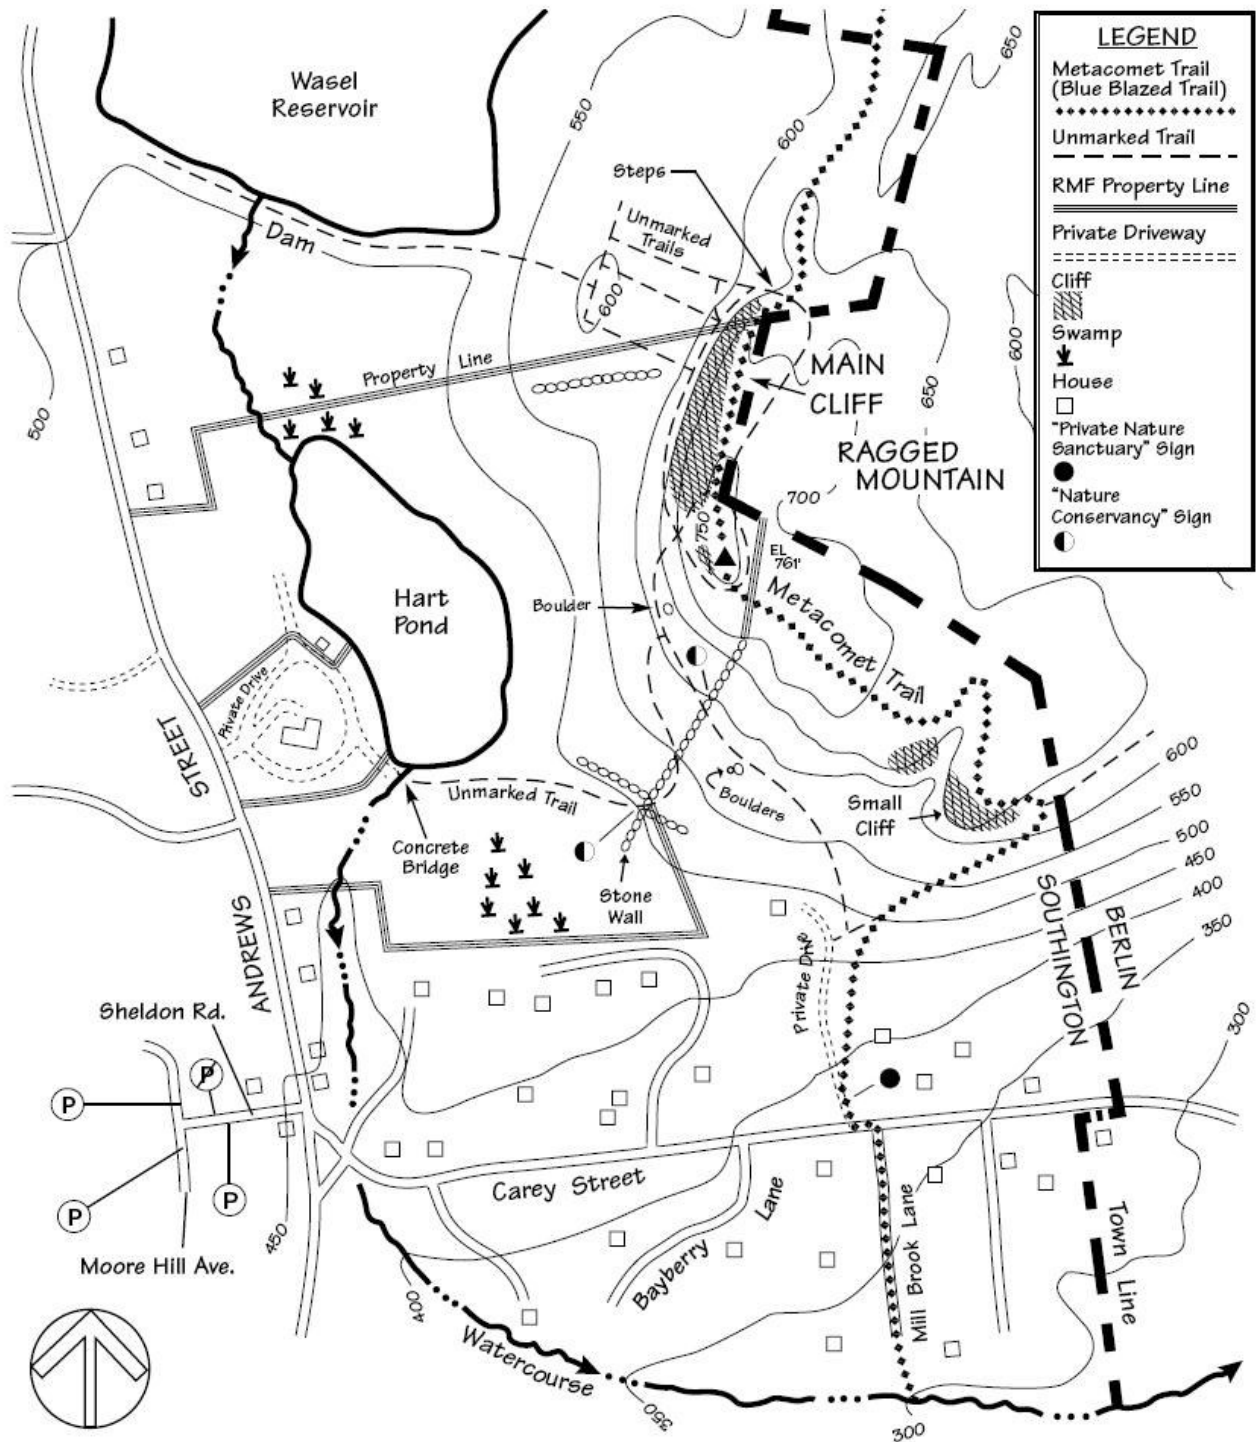 LEGEND
Metacomet Trail
(Blue Blazed Trail)
Unmarked Trail
RMF Property Line
Private Driveway
Cliff
Swamp
House
"Private Nature
Sanctuary" Sign
"Nature
Conservancy" Sign
Wasel
Reservoir
550
600
650
Steps
Unmarked
Trails
Dam
600
600
Property Line
MAIN
CLIFF
650
500
RAGGED
MOUNTAIN
700
750
EL
761'
Hart
Pond
Boulder
Metacomet Trail
Private Drive
STREET
Unmarked Trail
Boulders
Small
Cliff
600
550
500
450
400
350
300
Concrete
Bridge
Stone
Wall
ANDREWS
SOUTHINGTON
BERLIN
Private Drive
Sheldon Rd.
P
P
P
P
Moore Hill Ave.
450
Carey Street
Bayberry Lane
Mill Brook Lane
Town Line
400
Watercourse
350
300